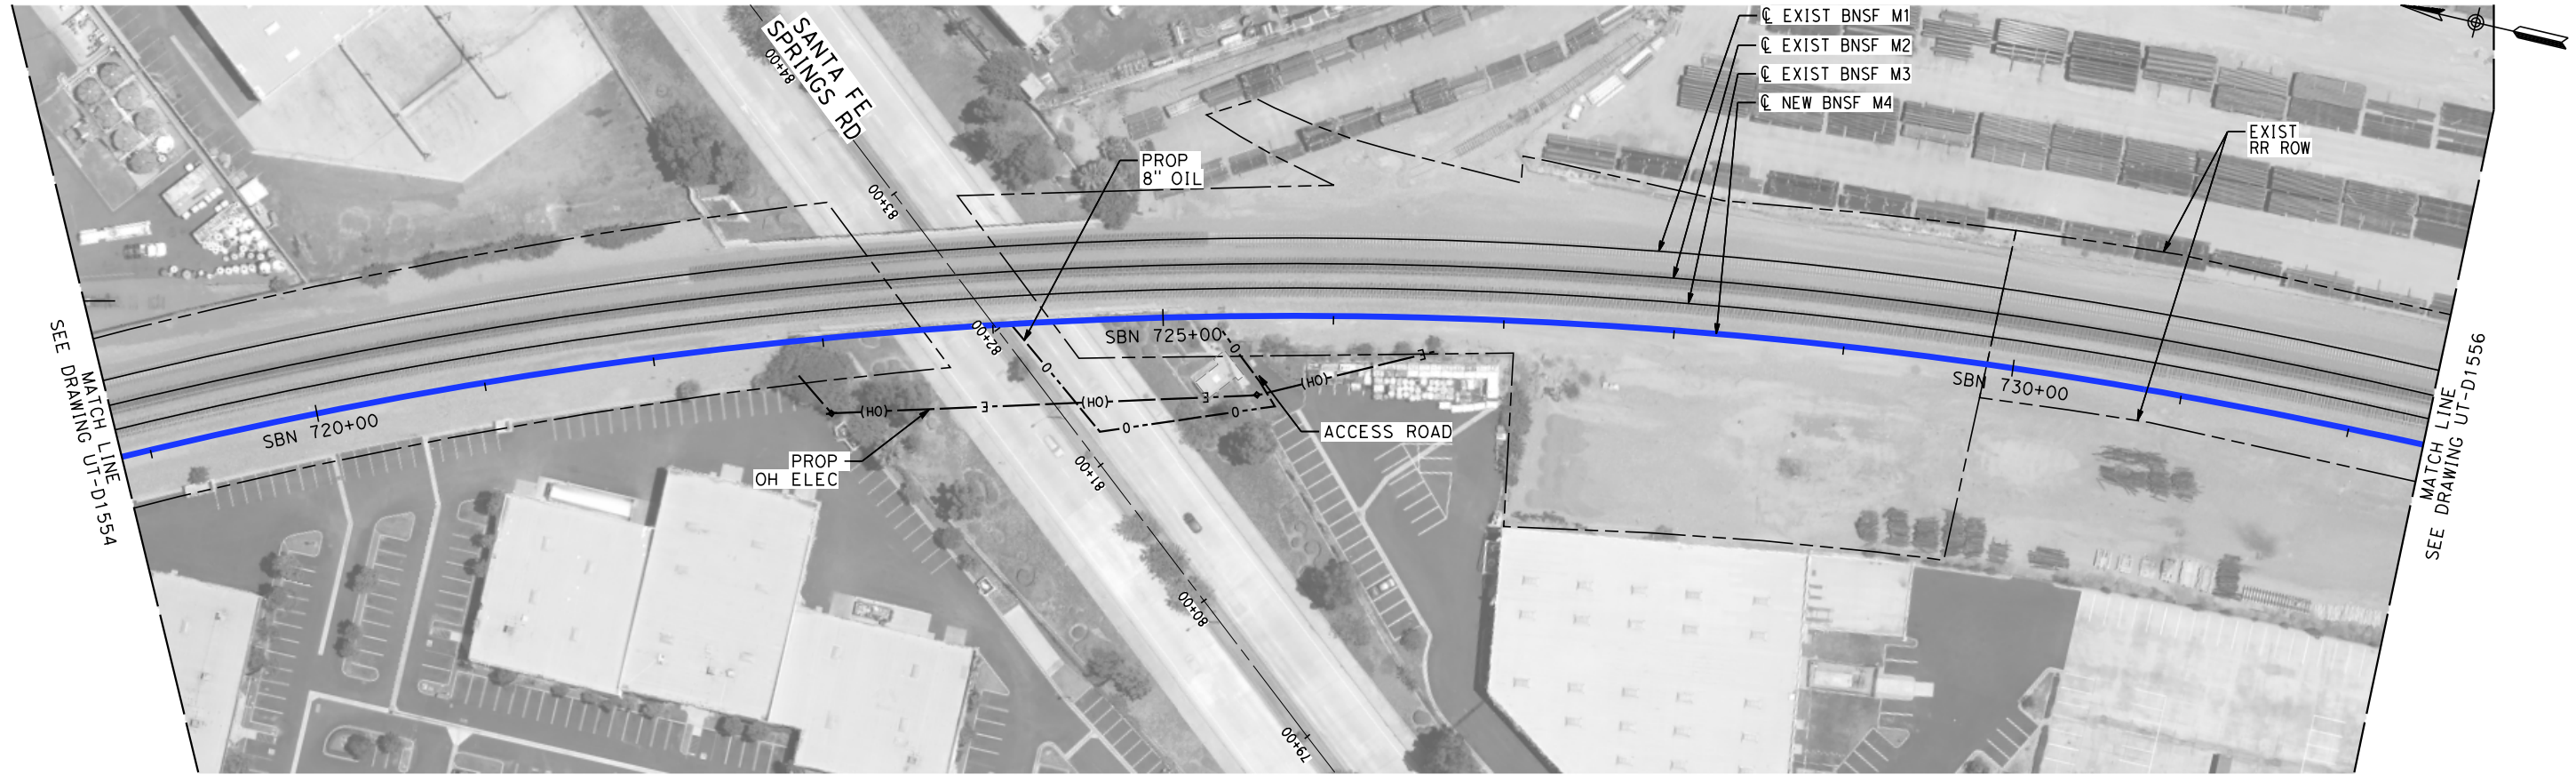 SANTA FE
SPRINGS RD
84+00
83+00
82+00
81+00
80+00
79+00
℄ EXIST BNSF M1
℄ EXIST BNSF M2
℄ EXIST BNSF M3
℄ NEW BNSF M4
EXIST
RR ROW
PROP
8" OIL
SBN 720+00
SBN 725+00
SBN 730+00
O
O
O
O
(OH)
E
(OH)
E
(OH)
E
PROP
OH ELEC
ACCESS ROAD
MATCH LINE
SEE DRAWING UT-D1554
MATCH LINE
SEE DRAWING UT-D1556